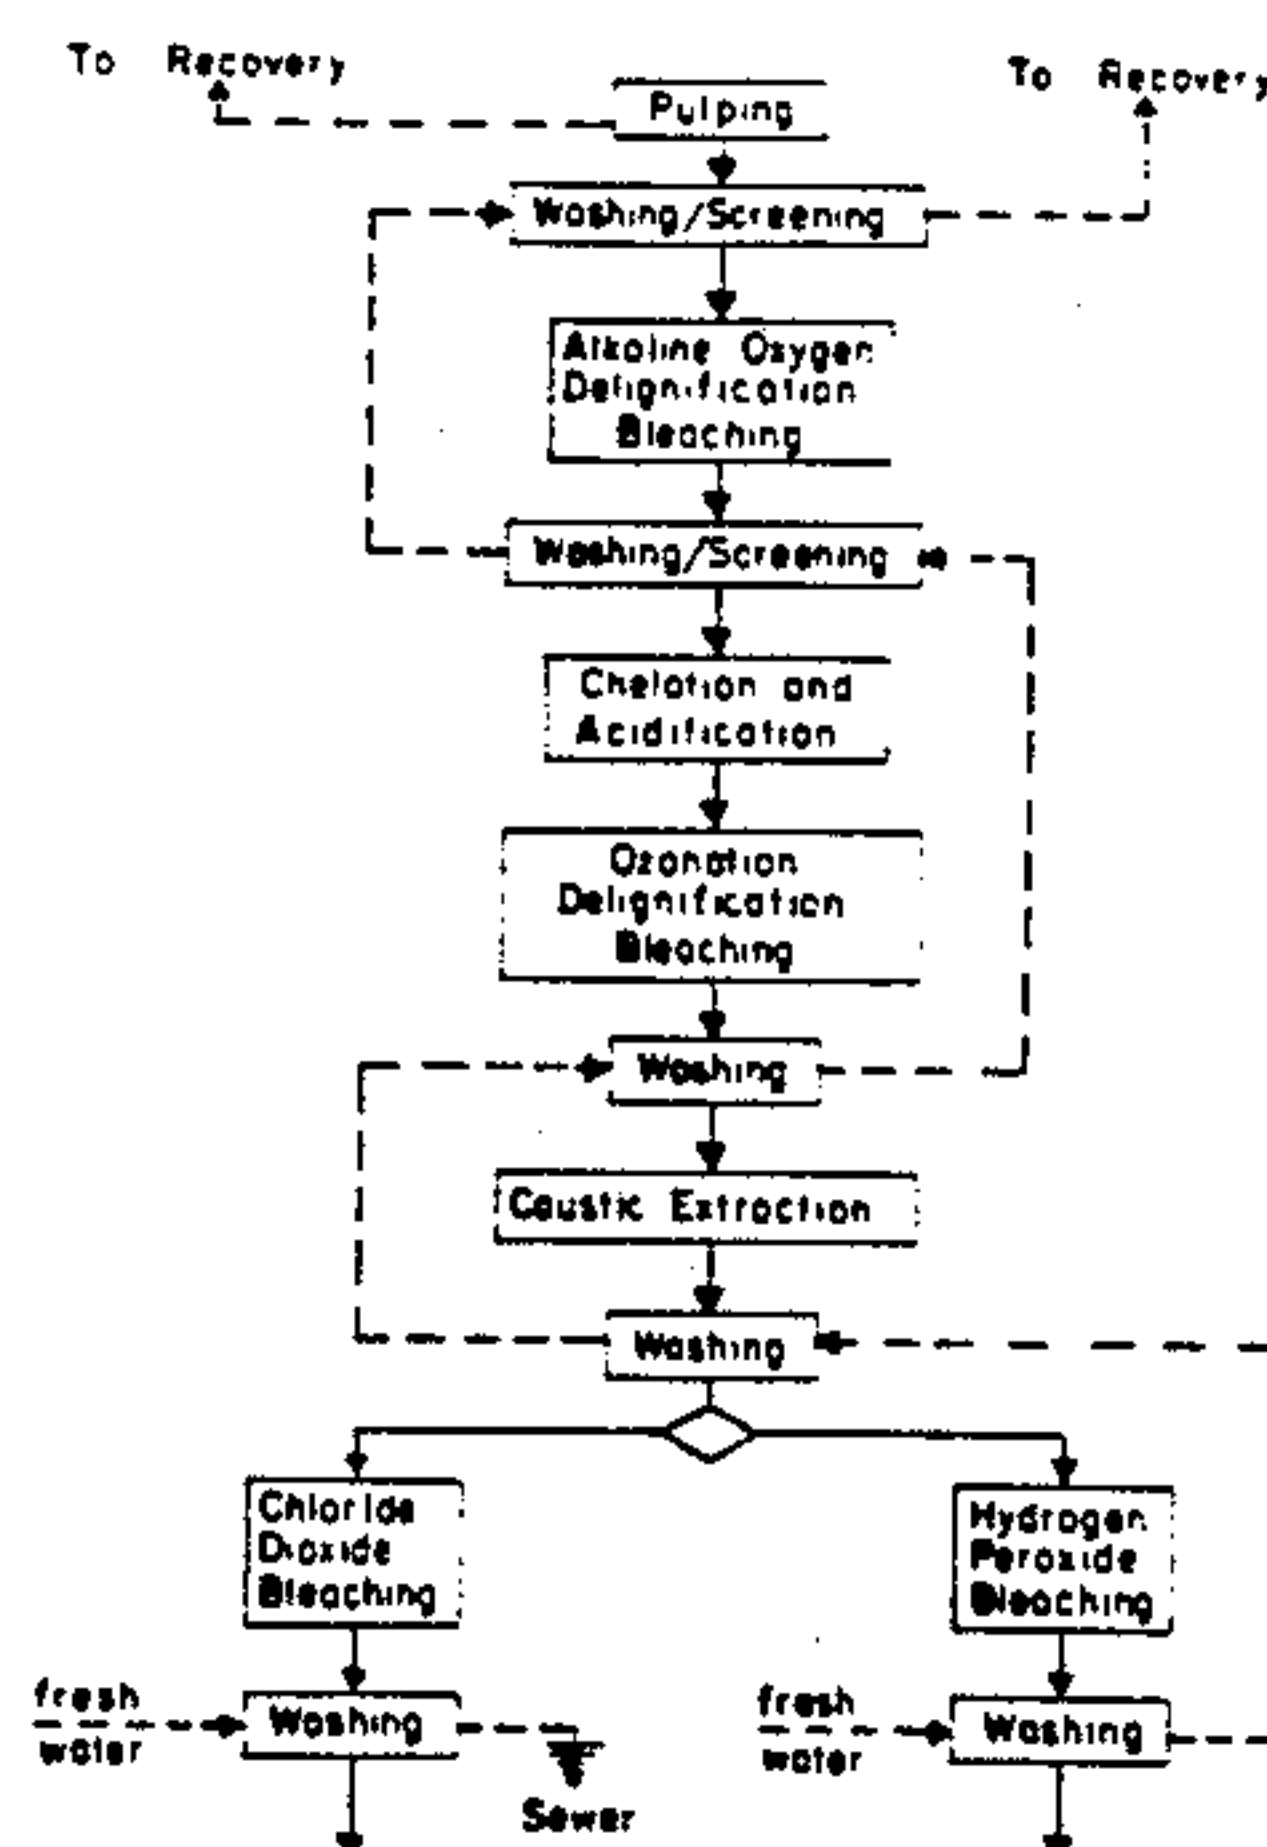 To Recovery
To Recovery
Pulping
Washing/Screening
Alkaline Oxygen
Delignification
Bleaching
Washing/Screening
Chelation and
Acidification
Ozonation
Delignification
Bleaching
Washing
Caustic Extraction
Washing
Chloride
Dioxide
Bleaching
Hydrogen
Peroxide
Bleaching
fresh
water
Washing
Sewer
fresh
water
Washing